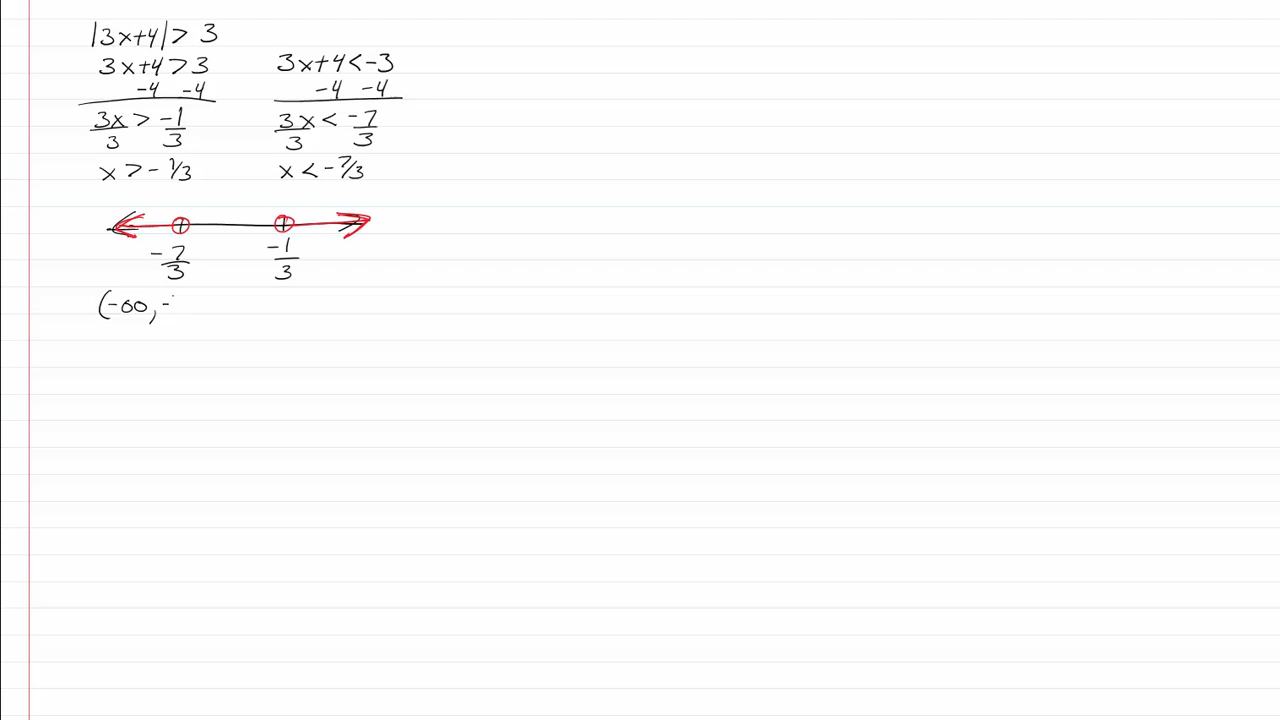 |3x+4| > 3
3x+4 > 3    3x+4 < -3
-4 -4    -4 -4
3x/3 > -1/3    3x/3 < -7/3
x > -1/3    x < -7/3
-7/3    -1/3
(-∞, -